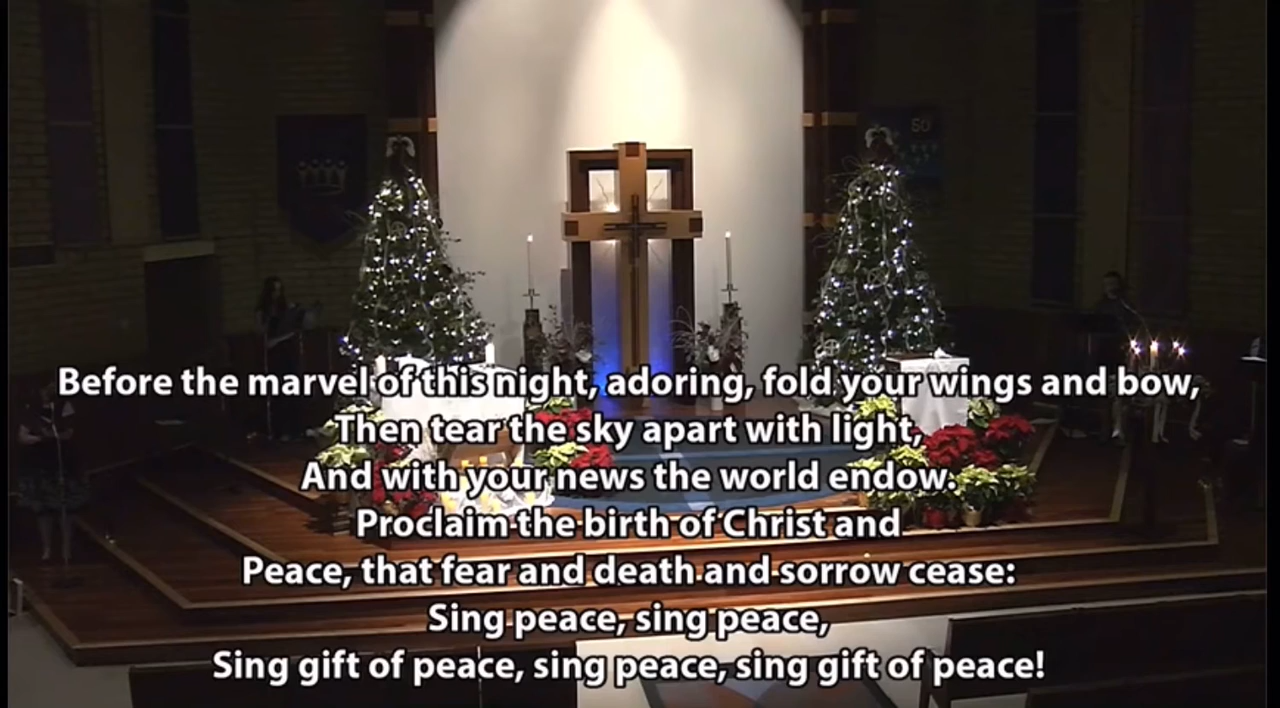 50
Before the marvel of this night, adoring, fold your wings and bow,
Then tear the sky apart with light,
And with your news the world endow.
Proclaim the birth of Christ and
Peace, that fear and death and sorrow cease:
Sing peace, sing peace,
Sing gift of peace, sing peace, sing gift of peace!